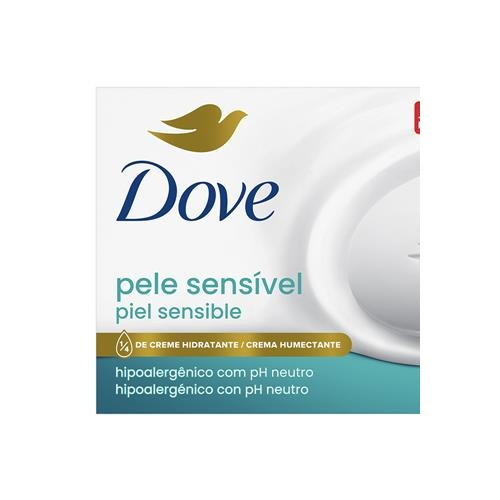 Dove
pele sensível
piel sensible
1/4 DE CREME HIDRATANTE / CREMA HUMECTANTE
hipoalergênico com pH neutro
hipoalergénico con pH neutro